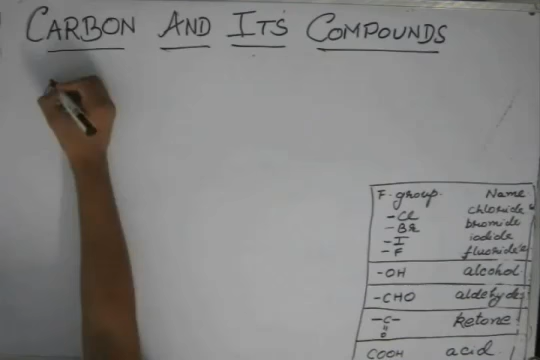 CARBON AND ITS COMPOUNDS
F-group. Name
-Cl chloride
-Br bromide
-I iodide
-F fluoride
-OH alcohol
-CHO aldehyde
-C- ketone
O
COOH acid